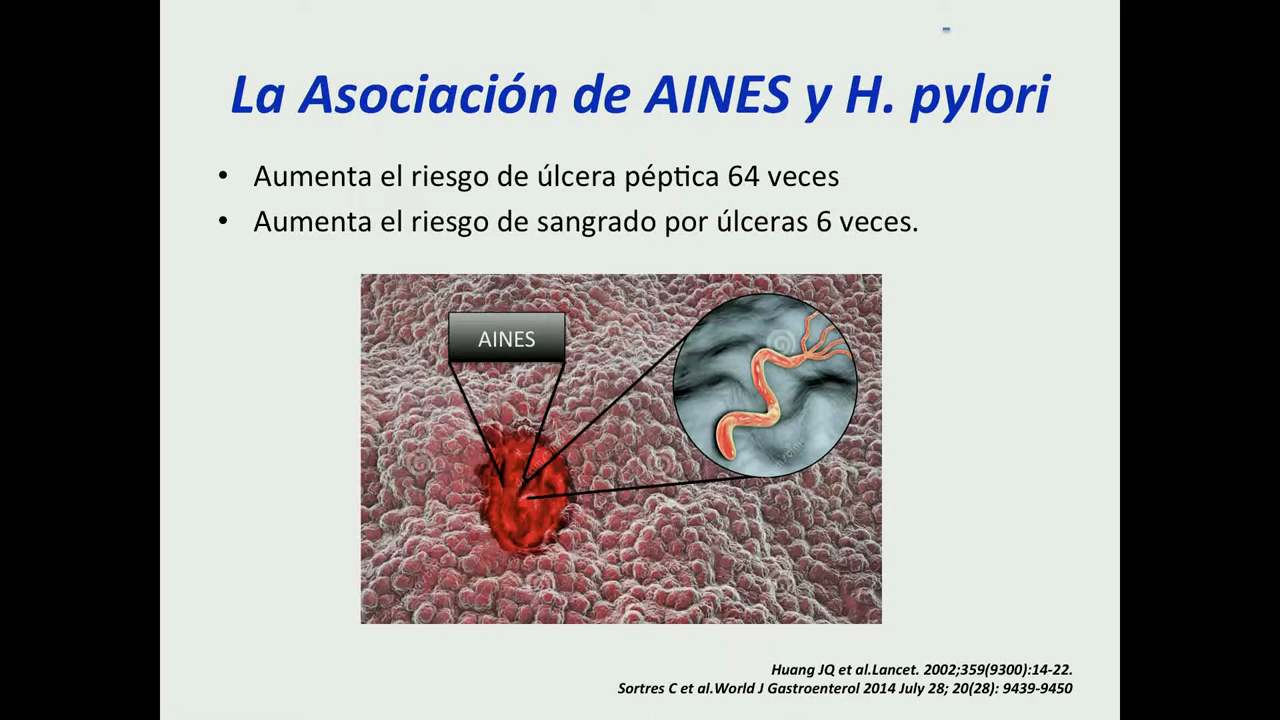 La Asociación de AINES y H. pylori
• Aumenta el riesgo de úlcera péptica 64 veces
• Aumenta el riesgo de sangrado por úlceras 6 veces.
AINES
Huang JQ et al.Lancet. 2002;359(9300):14-22.
Sortres C et al.World J Gastroenterol 2014 July 28; 20(28): 9439-9450